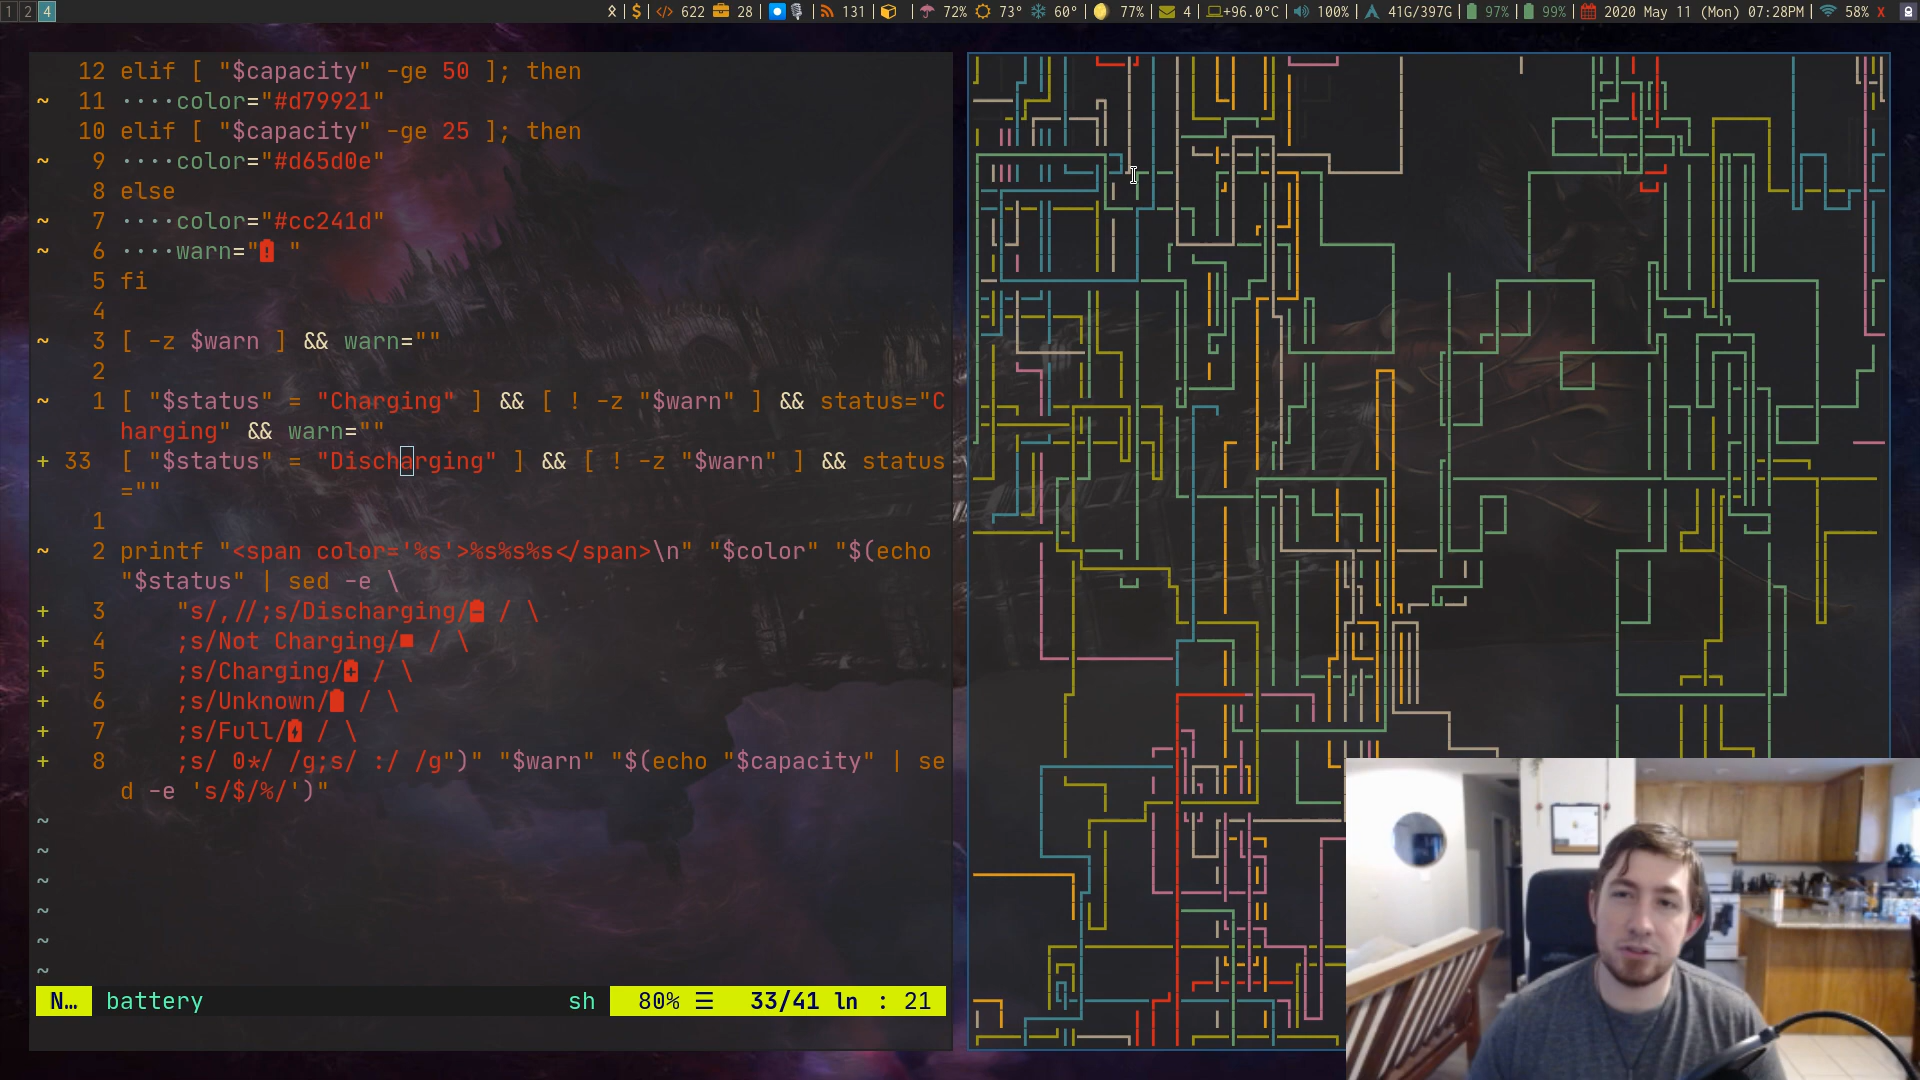 1 2 4 622 28 131 72% 73° 60° 77% 4 +96.0°C 100% 41G/397G 97% 99% 2020 May 11 (Mon) 07:28PM 58% X
12 elif [ "$capacity" -ge 50 ]; then
~ 11 ····color="#d79921"
10 elif [ "$capacity" -ge 25 ]; then
~ 9 ····color="#d65d0e"
8 else
~ 7 ····color="#cc241d"
~ 6 ····warn="! "
5 fi
4
~ 3 [ -z $warn ] && warn=""
2
~ 1 [ "$status" = "Charging" ] && [ ! -z "$warn" ] && status="C
harging" && warn=""
+ 33 [ "$status" = "Discharging" ] && [ ! -z "$warn" ] && status
=""
1
~ 2 printf "<span color='%s'>%s%s%s</span>\n" "$color" "$(echo
"$status" | sed -e \
+ 3 "s/,//;s/Discharging/ / \
+ 4 ;s/Not Charging/■ / \
+ 5 ;s/Charging/ / \
+ 6 ;s/Unknown/ / \
+ 7 ;s/Full/ / \
+ 8 ;s/ 0*/ /g;s/ :/ /g")" "$warn" "$(echo "$capacity" | se
d -e 's/$/%/')"
~
~
~
~
~
~
N… battery sh 80% ☰ 33/41 ln : 21